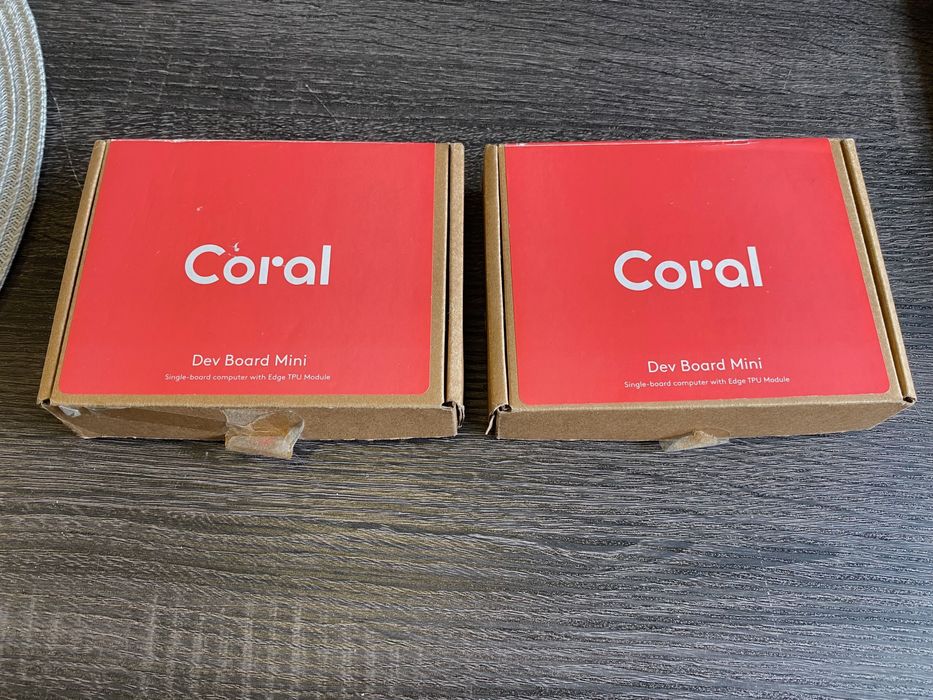 Coral
Dev Board Mini
Single-board computer with Edge TPU Module
Coral
Dev Board Mini
Single-board computer with Edge TPU Module